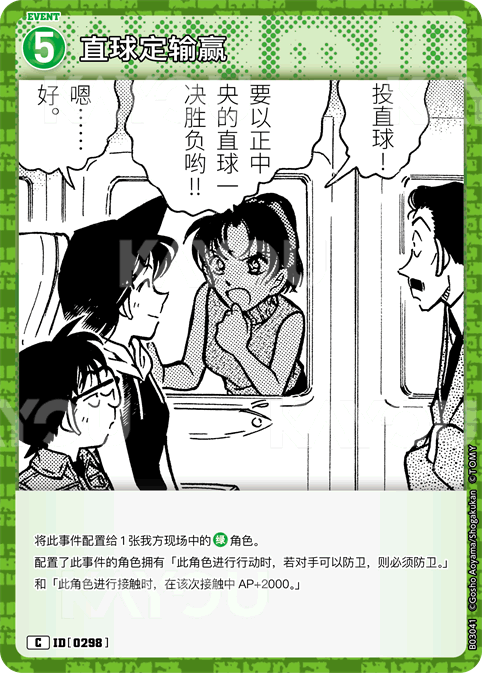 EVENT
5 直球定输赢
投直球！
要以正中
央的直球一
决胜负哟!!
嗯……
好。
将此事件配置给1张我方现场中的绿角色。
配置了此事件的角色拥有「此角色进行行动时，若对手可以防卫，则必须防卫。」
和「此角色进行接触时，在该次接触中 AP+2000。」
C ID[0298]
B03041 ©Gosho Aoyama/Shogakukan ©TOMY
KAYOU
KAYOU
KAYOU
KAYOU